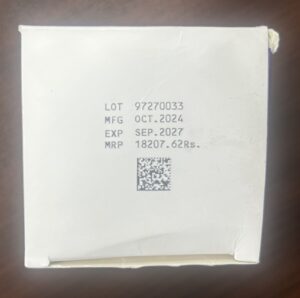 LOT 97270033
MFG OCT.2024
EXP SEP.2027
MRP 18207.62Rs.